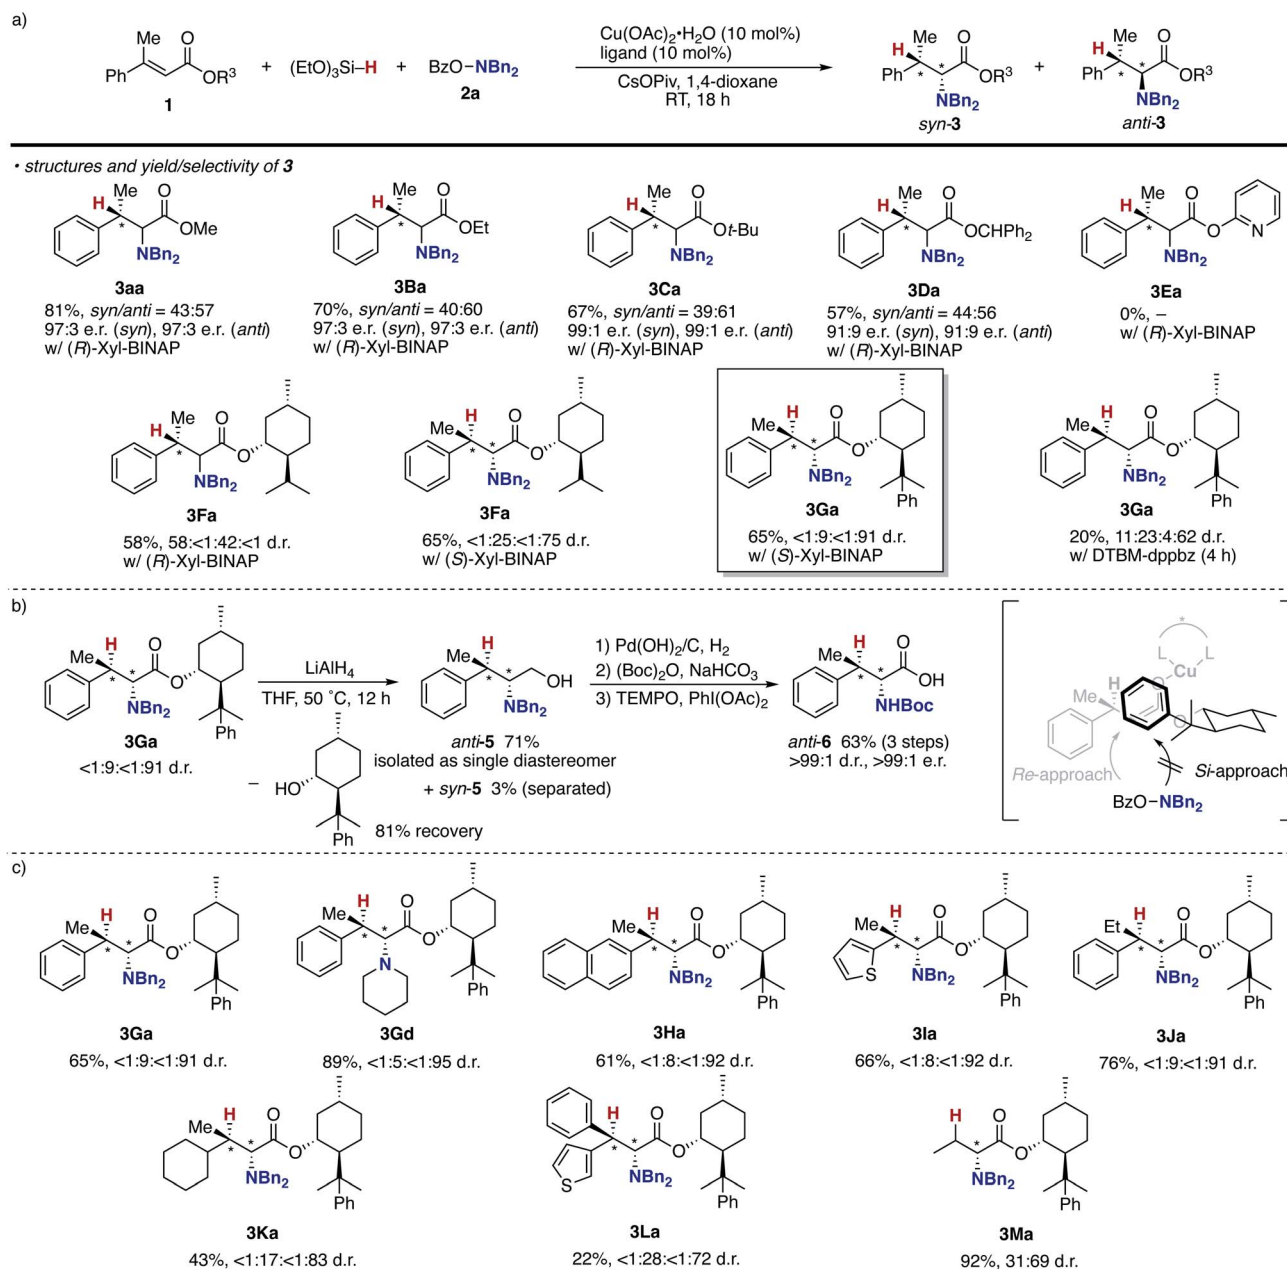 a)
Me
O
Ph
OR3
1
+
(EtO)3Si–H
+
BzO–NBn2
2a
Cu(OAc)2•H2O (10 mol%)
ligand (10 mol%)
CsOPiv, 1,4-dioxane
RT, 18 h
H Me O
Ph * * OR3
NBn2
syn-3
+
H Me O
Ph * * OR3
NBn2
anti-3
• structures and yield/selectivity of 3
H Me O
* OMe
NBn2
3aa
81%, syn/anti = 43:57
97:3 e.r. (syn), 97:3 e.r. (anti)
w/ (R)-Xyl-BINAP
H Me O
* OEt
NBn2
3Ba
70%, syn/anti = 40:60
97:3 e.r. (syn), 97:3 e.r. (anti)
w/ (R)-Xyl-BINAP
H Me O
* Ot-Bu
NBn2
3Ca
67%, syn/anti = 39:61
99:1 e.r. (syn), 99:1 e.r. (anti)
w/ (R)-Xyl-BINAP
H Me O
* OCHPh2
NBn2
3Da
57%, syn/anti = 44:56
91:9 e.r. (syn), 91:9 e.r. (anti)
w/ (R)-Xyl-BINAP
H Me O
* O N
NBn2
3Ea
0%, –
w/ (R)-Xyl-BINAP
H Me O
* O
NBn2
3Fa
58%, 58:<1:42:<1 d.r.
w/ (R)-Xyl-BINAP
H
Me * O
* O
NBn2
3Fa
65%, <1:25:<1:75 d.r.
w/ (S)-Xyl-BINAP
H
Me * O
* O
NBn2
Ph
3Ga
65%, <1:9:<1:91 d.r.
w/ (S)-Xyl-BINAP
H
Me O
* O
NBn2
Ph
3Ga
20%, 11:23:4:62 d.r.
w/ DTBM-dppbz (4 h)
b)
H
Me * O
* O
NBn2
Ph
3Ga
<1:9:<1:91 d.r.
LiAlH4
THF, 50 ˚C, 12 h
–
HO
Ph
81% recovery
H
Me *
* OH
NBn2
anti-5 71%
isolated as single diastereomer
+ syn-5 3% (separated)
1) Pd(OH)2/C, H2
2) (Boc)2O, NaHCO3
3) TEMPO, PhI(OAc)2
H O
Me *
* OH
NHBoc
anti-6 63% (3 steps)
>99:1 d.r., >99:1 e.r.
*
L L
Cu
H O
Me
O
Re-approach
Si-approach
BzO–NBn2
c)
H
Me * O
* O
NBn2
Ph
3Ga
65%, <1:9:<1:91 d.r.
H
Me * O
* O
N
Ph
3Gd
89%, <1:5:<1:95 d.r.
H
Me * O
* O
NBn2
Ph
3Ha
61%, <1:8:<1:92 d.r.
H
Me * O
* O
S NBn2
Ph
3Ia
66%, <1:8:<1:92 d.r.
H
Et * O
* O
NBn2
Ph
3Ja
76%, <1:9:<1:91 d.r.
H
Me * O
* O
NBn2
Ph
3Ka
43%, <1:17:<1:83 d.r.
H
* O
* O
S NBn2
Ph
3La
22%, <1:28:<1:72 d.r.
H O
* O
NBn2
Ph
3Ma
92%, 31:69 d.r.